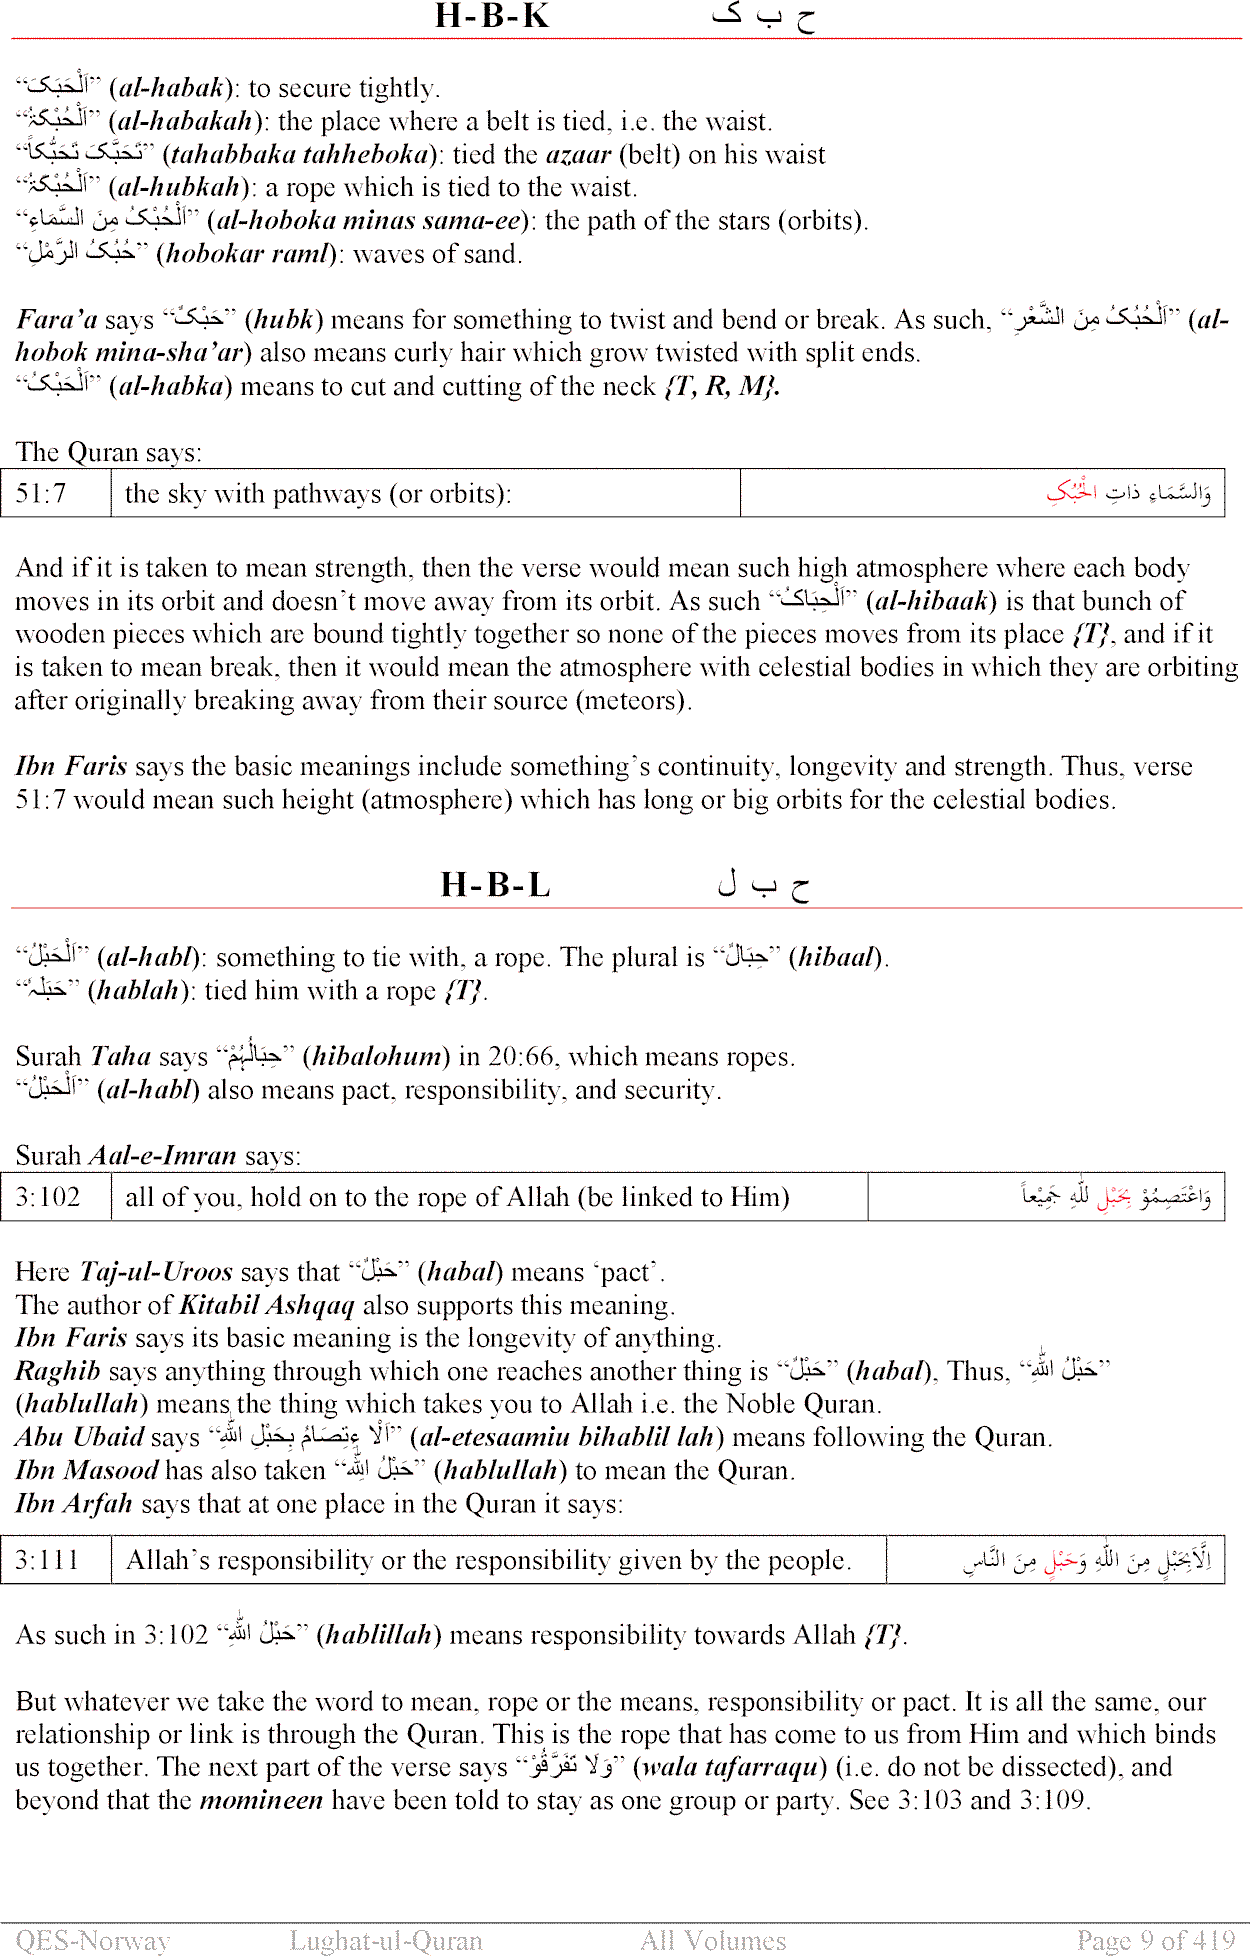 H-B-K ح ب ک
“اَلْحَبَکَ” (al-habak): to secure tightly.
“اَلْحُبْکَۃُ” (al-habakah): the place where a belt is tied, i.e. the waist.
“تَحَبَّکَ تَحَبُّکاً” (tahabbaka tahheboka): tied the azaar (belt) on his waist
“اَلْحُبْکَۃُ” (al-hubkah): a rope which is tied to the waist.
“اَلْحُبْکُ مِنَ السَّمَاءِ” (al-hoboka minas sama-ee): the path of the stars (orbits).
“حُبُکُ الرَّمْلِ” (hobokar raml): waves of sand.
Fara’a says “حَبْکٌ” (hubk) means for something to twist and bend or break. As such, “اَلْحُبُکُ مِنَ الشَّعْرِ” (al-
hobok mina-sha’ar) also means curly hair which grow twisted with split ends.
“اَلْحَبْکُ” (al-habka) means to cut and cutting of the neck {T, R, M}.
The Quran says:
51:7 the sky with pathways (or orbits): وَالسَّمَاءِ ذاتِ الْحُبُکِ
And if it is taken to mean strength, then the verse would mean such high atmosphere where each body
moves in its orbit and doesn’t move away from its orbit. As such “اَلْحِبَاکُ” (al-hibaak) is that bunch of
wooden pieces which are bound tightly together so none of the pieces moves from its place {T}, and if it
is taken to mean break, then it would mean the atmosphere with celestial bodies in which they are orbiting
after originally breaking away from their source (meteors).
Ibn Faris says the basic meanings include something’s continuity, longevity and strength. Thus, verse
51:7 would mean such height (atmosphere) which has long or big orbits for the celestial bodies.
H-B-L ح ب ل
“اَلْحَبْلُ” (al-habl): something to tie with, a rope. The plural is “حِبَالٌ” (hibaal).
“حَبَلَہٗ” (hablah): tied him with a rope {T}.
Surah Taha says “حِبَالُہُمْ” (hibalohum) in 20:66, which means ropes.
“اَلْحَبْلُ” (al-habl) also means pact, responsibility, and security.
Surah Aal-e-Imran says:
3:102 all of you, hold on to the rope of Allah (be linked to Him) وَاعْتَصِمُوْ بِحَبْلِ للّٰہِ جَمِيْعاً
Here Taj-ul-Uroos says that “حَبْلٌ” (habal) means ‘pact’.
The author of Kitabil Ashqaq also supports this meaning.
Ibn Faris says its basic meaning is the longevity of anything.
Raghib says anything through which one reaches another thing is “حَبْلٌ” (habal), Thus, “حَبْلُ اللّٰہِ”
(hablullah) means the thing which takes you to Allah i.e. the Noble Quran.
Abu Ubaid says “اَلْا عِتِصَامُ بِحَبْلِ اللّٰہِ” (al-etesaamiu bihablil lah) means following the Quran.
Ibn Masood has also taken “حَبْلُ اللّٰہِ” (hablullah) to mean the Quran.
Ibn Arfah says that at one place in the Quran it says:
3:111 Allah’s responsibility or the responsibility given by the people. اِلَّابِحَبْلٍ مِنَ اللّٰہِ وَحَبْلٍ مِنَ النَّاسِ
As such in 3:102 “حَبْلُ اللّٰہِ” (hablillah) means responsibility towards Allah {T}.
But whatever we take the word to mean, rope or the means, responsibility or pact. It is all the same, our
relationship or link is through the Quran. This is the rope that has come to us from Him and which binds
us together. The next part of the verse says “وَلَا تَفَرَّقُوْ” (wala tafarraqu) (i.e. do not be dissected), and
beyond that the momineen have been told to stay as one group or party. See 3:103 and 3:109.
QES-Norway Lughat-ul-Quran All Volumes Page 9 of 419